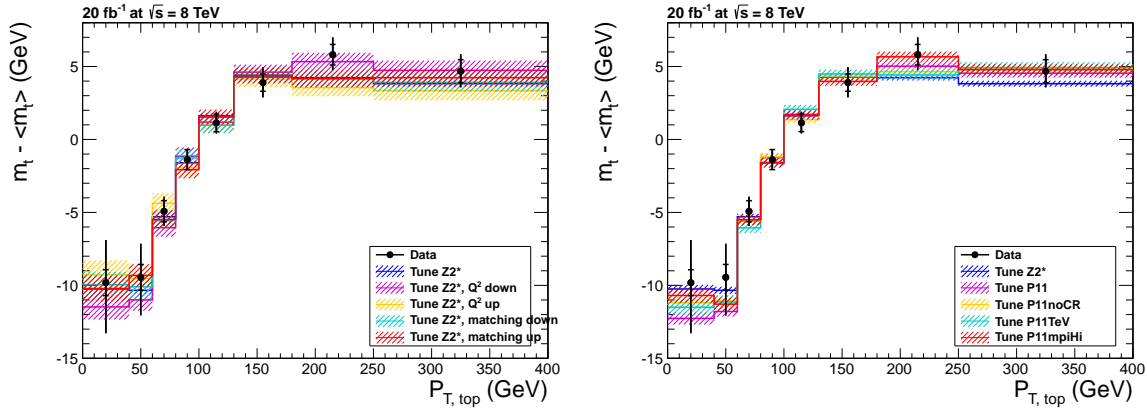 20 fb⁻¹ at √s = 8 TeV
m_t - <m_t> (GeV)
5
0
-5
-10
-15
Data
Tune Z2*
Tune Z2*, Q² down
Tune Z2*, Q² up
Tune Z2*, matching down
Tune Z2*, matching up
0 50 100 150 200 250 300 350 400
P_T, top (GeV)
20 fb⁻¹ at √s = 8 TeV
m_t - <m_t> (GeV)
5
0
-5
-10
-15
Data
Tune Z2*
Tune P11
Tune P11noCR
Tune P11TeV
Tune P11mpiHi
0 50 100 150 200 250 300 350 400
P_T, top (GeV)